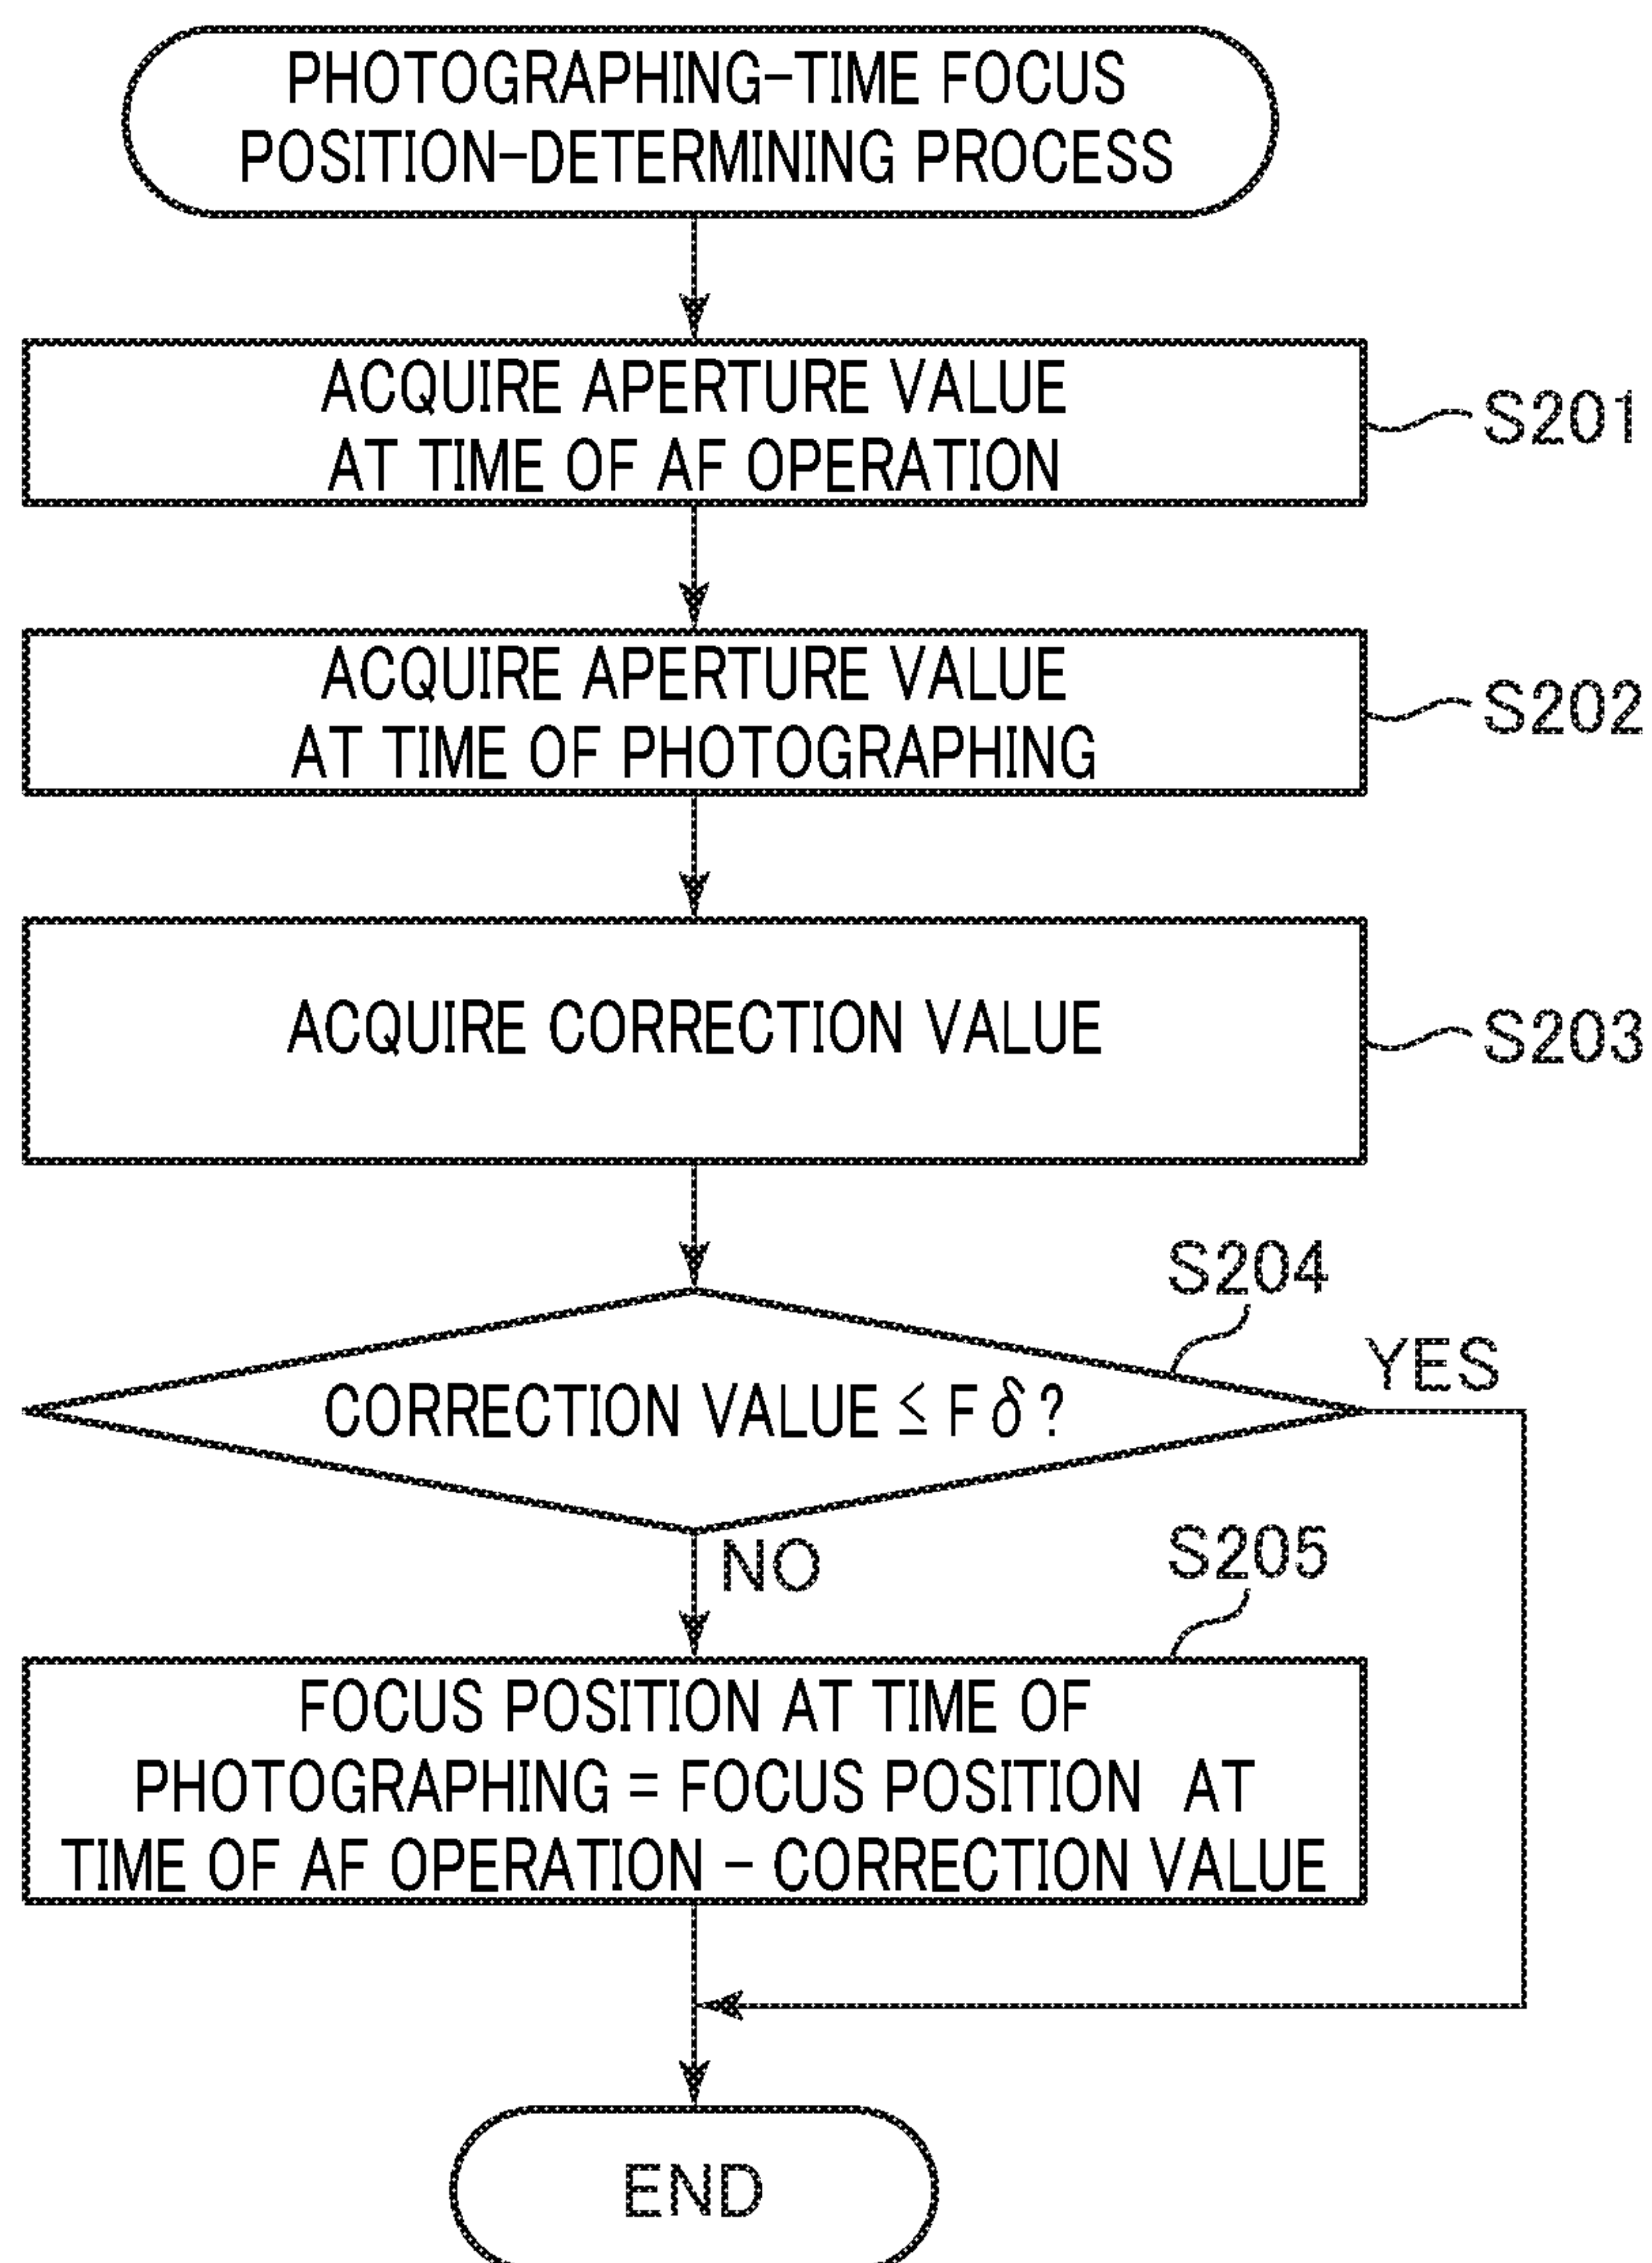 PHOTOGRAPHING-TIME FOCUS
POSITION-DETERMINING PROCESS
ACQUIRE APERTURE VALUE
AT TIME OF AF OPERATION
S201
ACQUIRE APERTURE VALUE
AT TIME OF PHOTOGRAPHING
S202
ACQUIRE CORRECTION VALUE
S203
S204
CORRECTION VALUE ≤ F δ ?
YES
NO
S205
FOCUS POSITION AT TIME OF
PHOTOGRAPHING = FOCUS POSITION AT
TIME OF AF OPERATION - CORRECTION VALUE
END